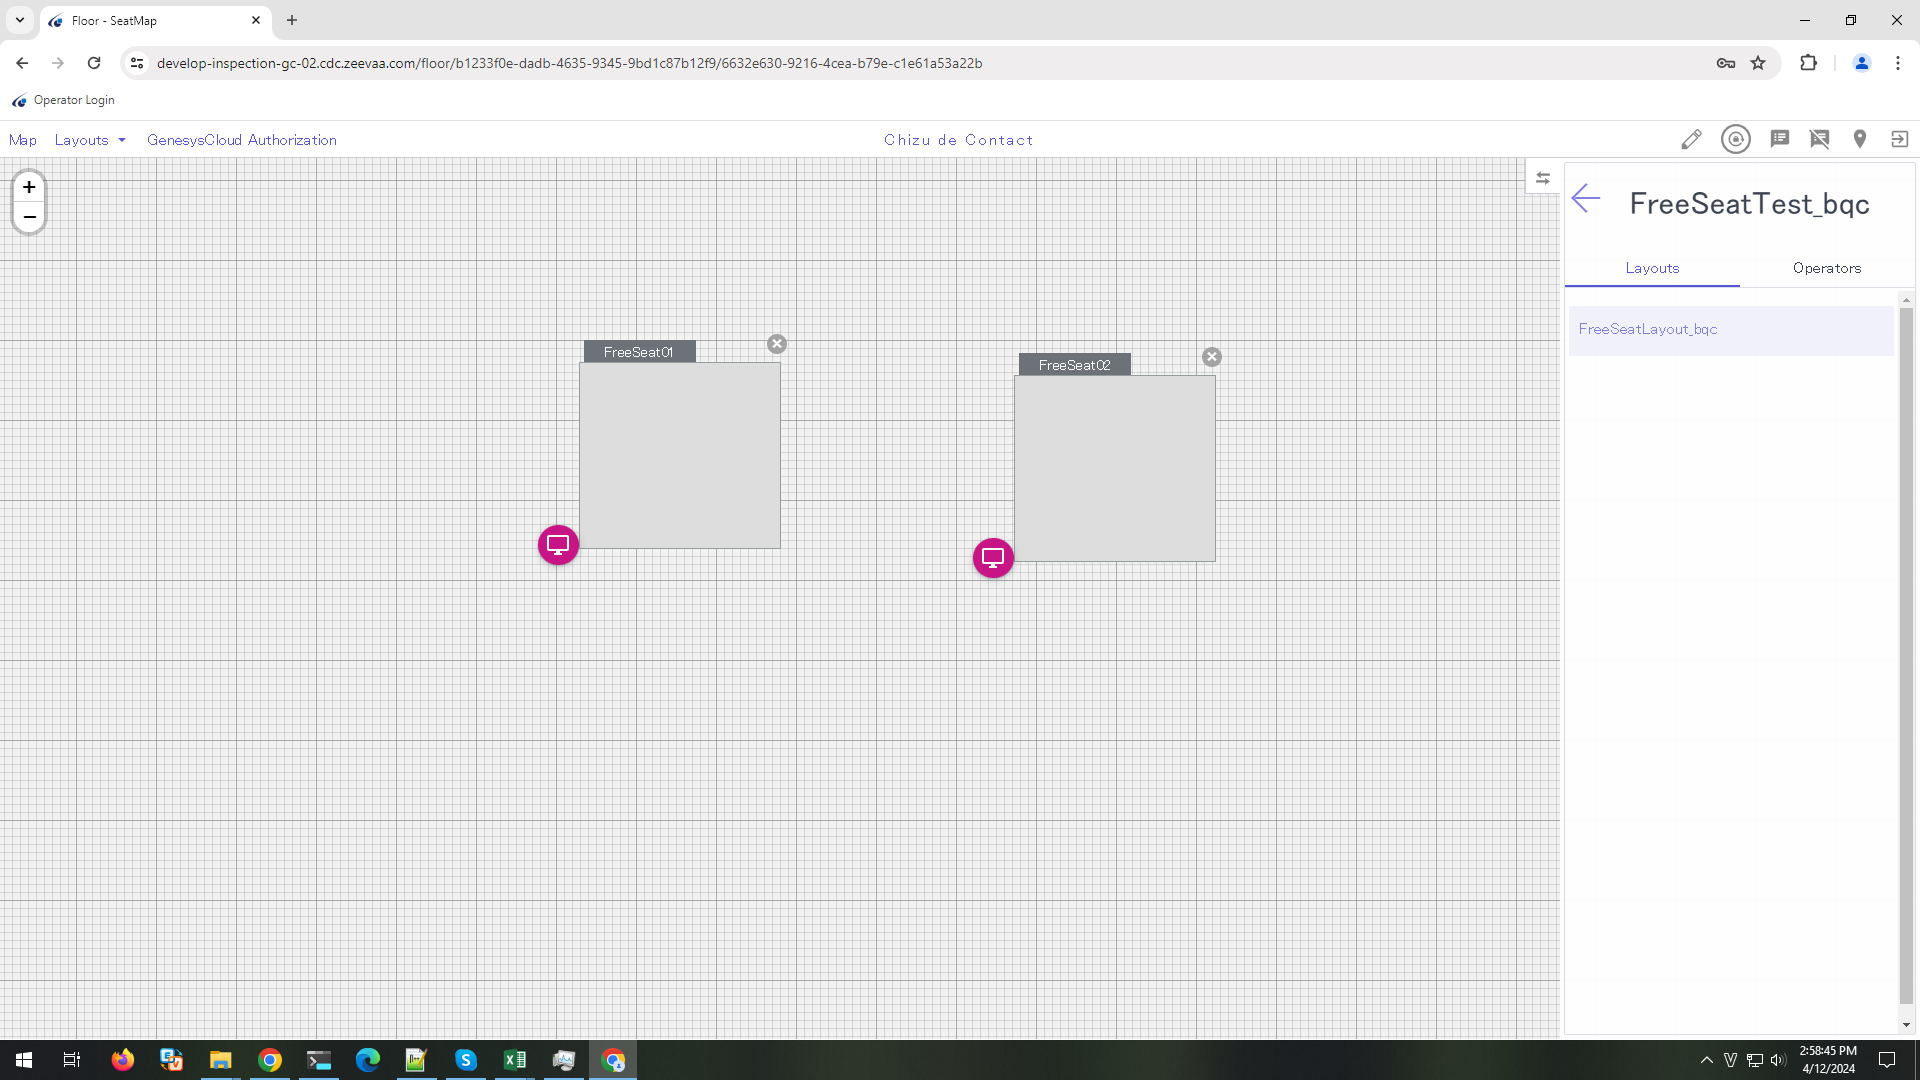 Floor - SeatMap
develop-inspection-gc-02.cdc.zeevaa.com/floor/b1233f0e-dadb-4635-9345-9bd1c87b12f9/6632e630-9216-4cea-b79e-c1e61a53a22b
Operator Login
Map Layouts GenesysCloud Authorization Chizu de Contact
+
−
FreeSeatTest_bqc
Layouts Operators
FreeSeatLayout_bqc
FreeSeat01
FreeSeat02
2:58:45 PM
4/12/2024